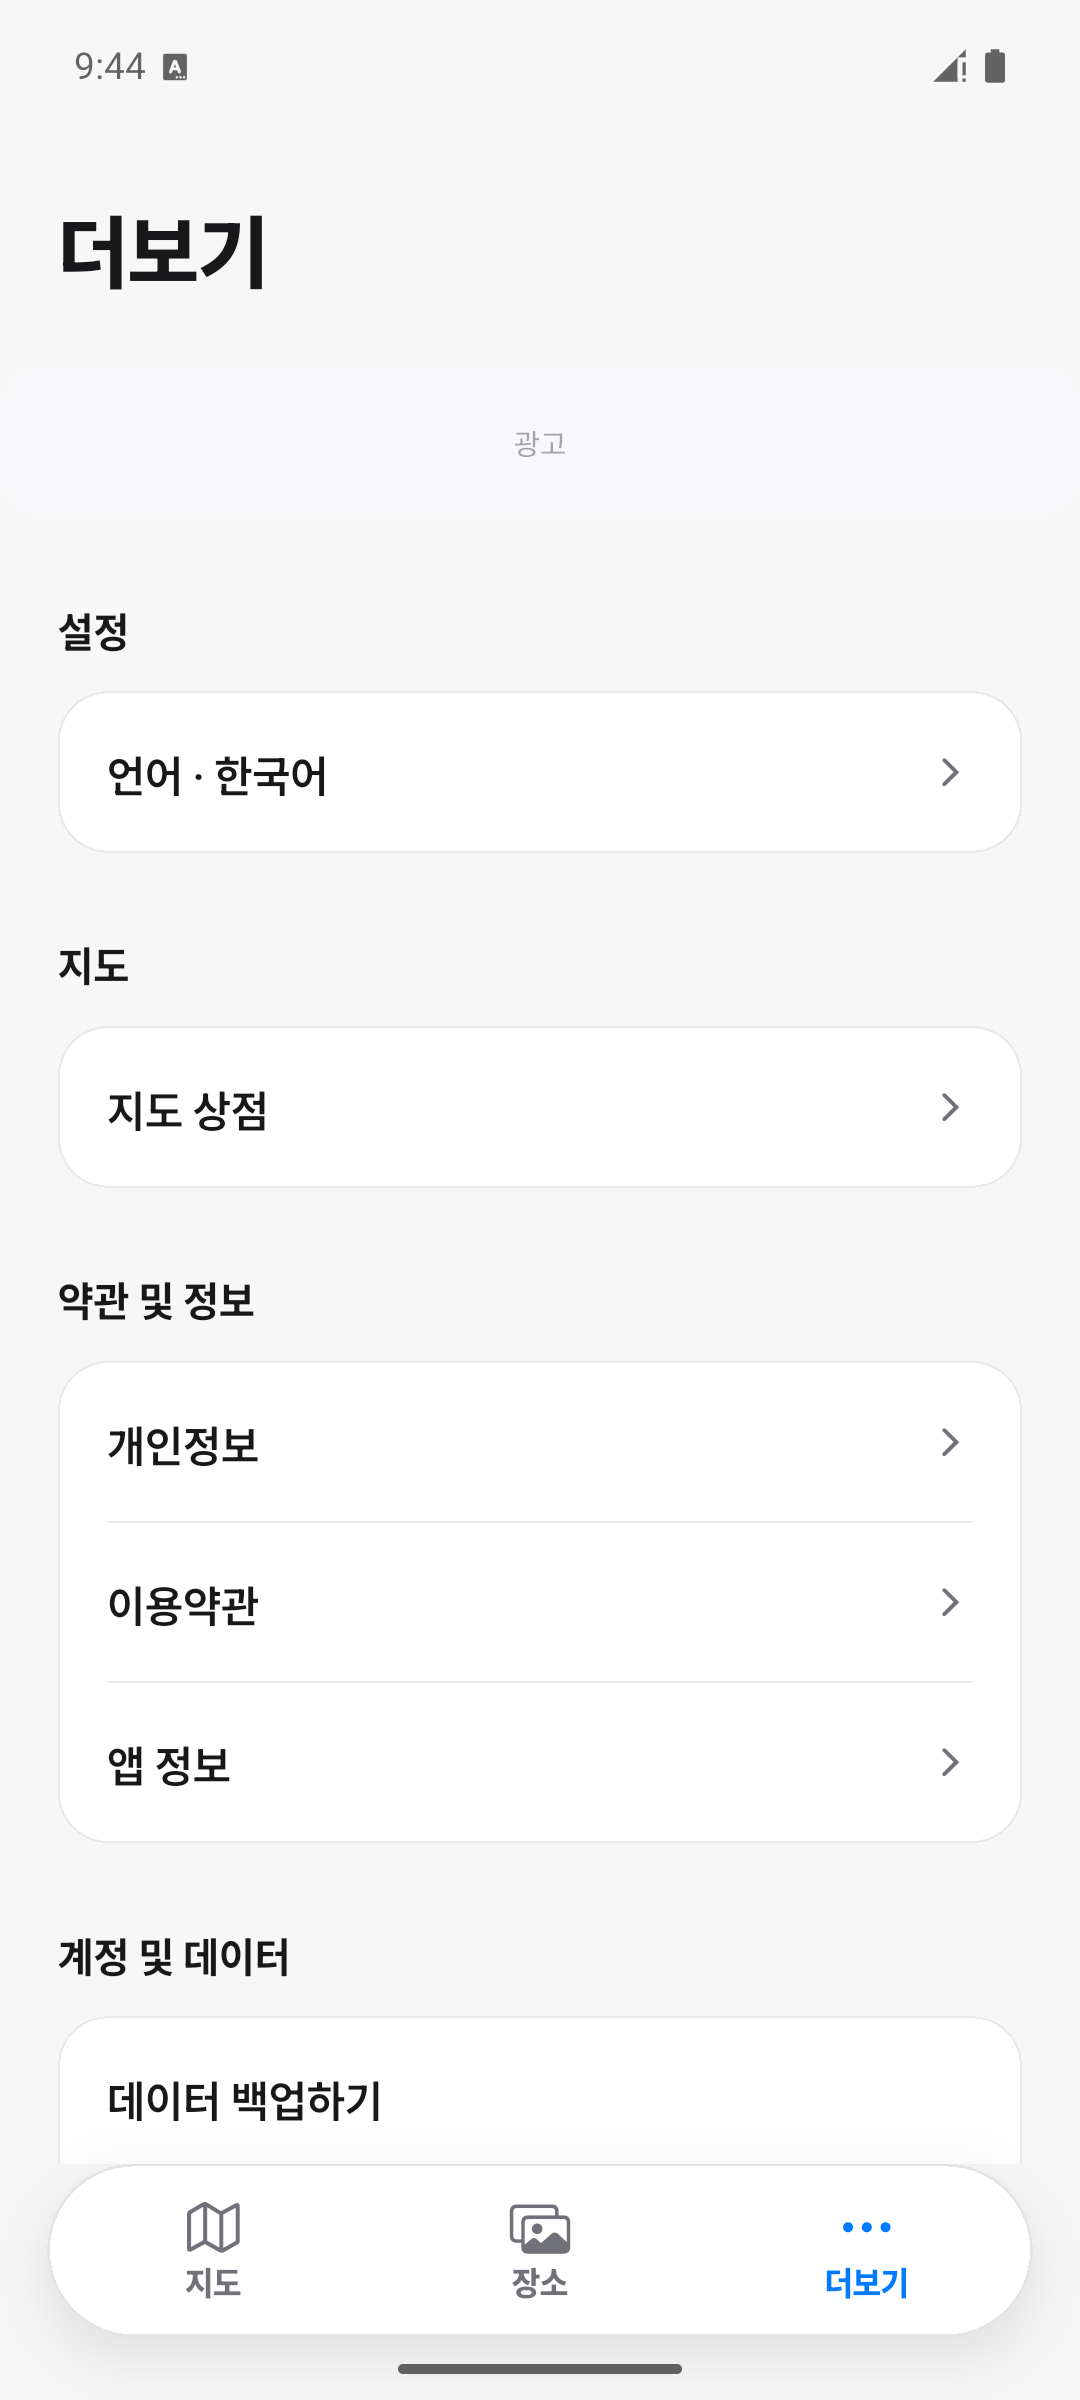 9:44
더보기
광고
설정
언어 · 한국어
지도
지도 상점
약관 및 정보
개인정보
이용약관
앱 정보
계정 및 데이터
데이터 백업하기
지도
장소
더보기